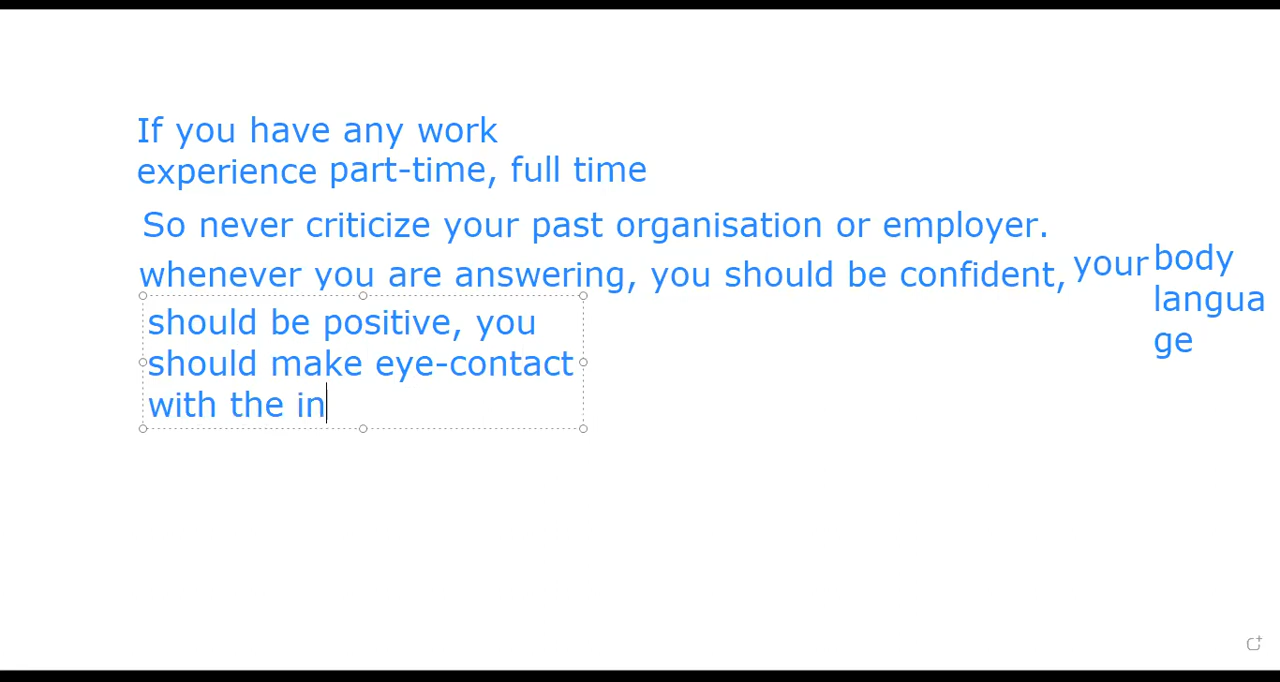 If you have any work
experience part-time, full time
So never criticize your past organisation or employer.
whenever you are answering, you should be confident, your body
langua
ge
should be positive, you
should make eye-contact
with the in